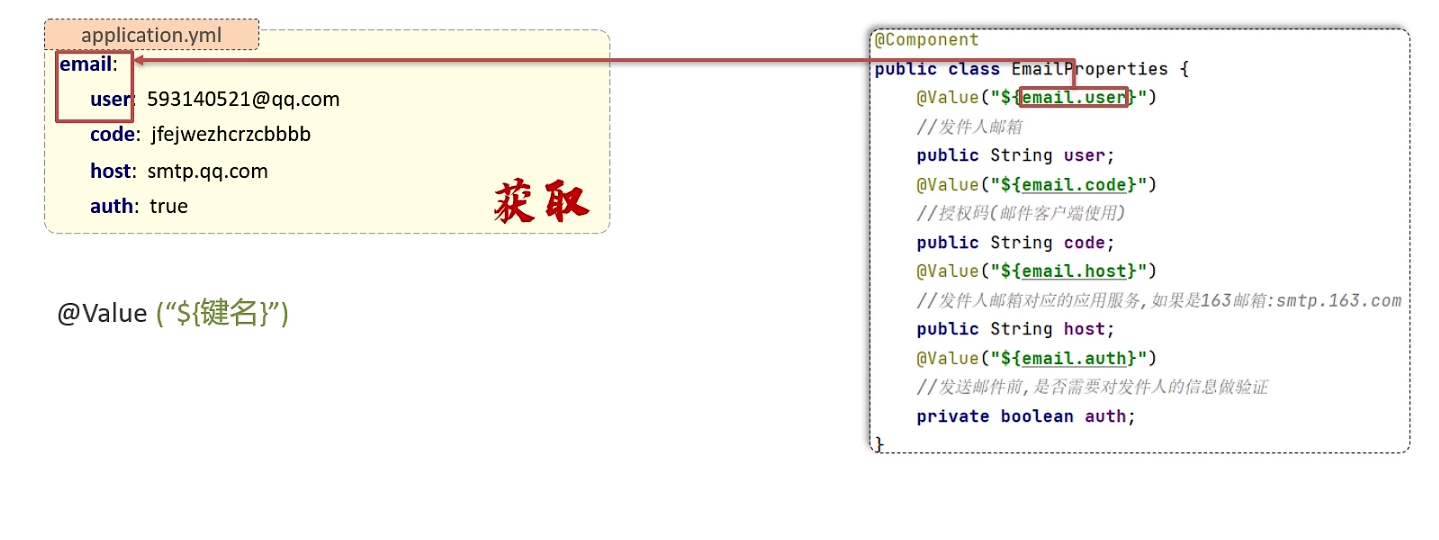 application.yml
email:
user: 593140521@qq.com
code: jfejwezhcrzcbbbb
host: smtp.qq.com
auth: true
获取
@Value (“${键名}”)
@Component
public class EmailProperties {
@Value("${email.user}")
//发件人邮箱
public String user;
@Value("${email.code}")
//授权码(邮件客户端使用)
public String code;
@Value("${email.host}")
//发件人邮箱对应的应用服务,如果是163邮箱:smtp.163.com
public String host;
@Value("${email.auth}")
//发送邮件前,是否需要对发件人的信息做验证
private boolean auth;
}